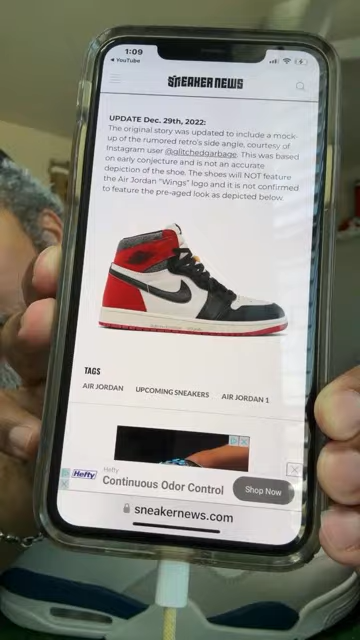 1:09
◄ YouTube
SNEAKER NEWS
UPDATE Dec. 29th, 2022:
The original story was updated to include a mock-
up of the rumored retro's side angle, courtesy of
Instagram user @glitchedgarbage. This was based
on early conjecture and is not an accurate
depiction of the shoe. The shoes will NOT feature
the Air Jordan "Wings" logo and it is not confirmed
to feature the pre-aged look as depicted below.
TAGS
AIR JORDAN UPCOMING SNEAKERS AIR JORDAN 1
Hefty
Hefty
Continuous Odor Control
Shop Now
sneakernews.com